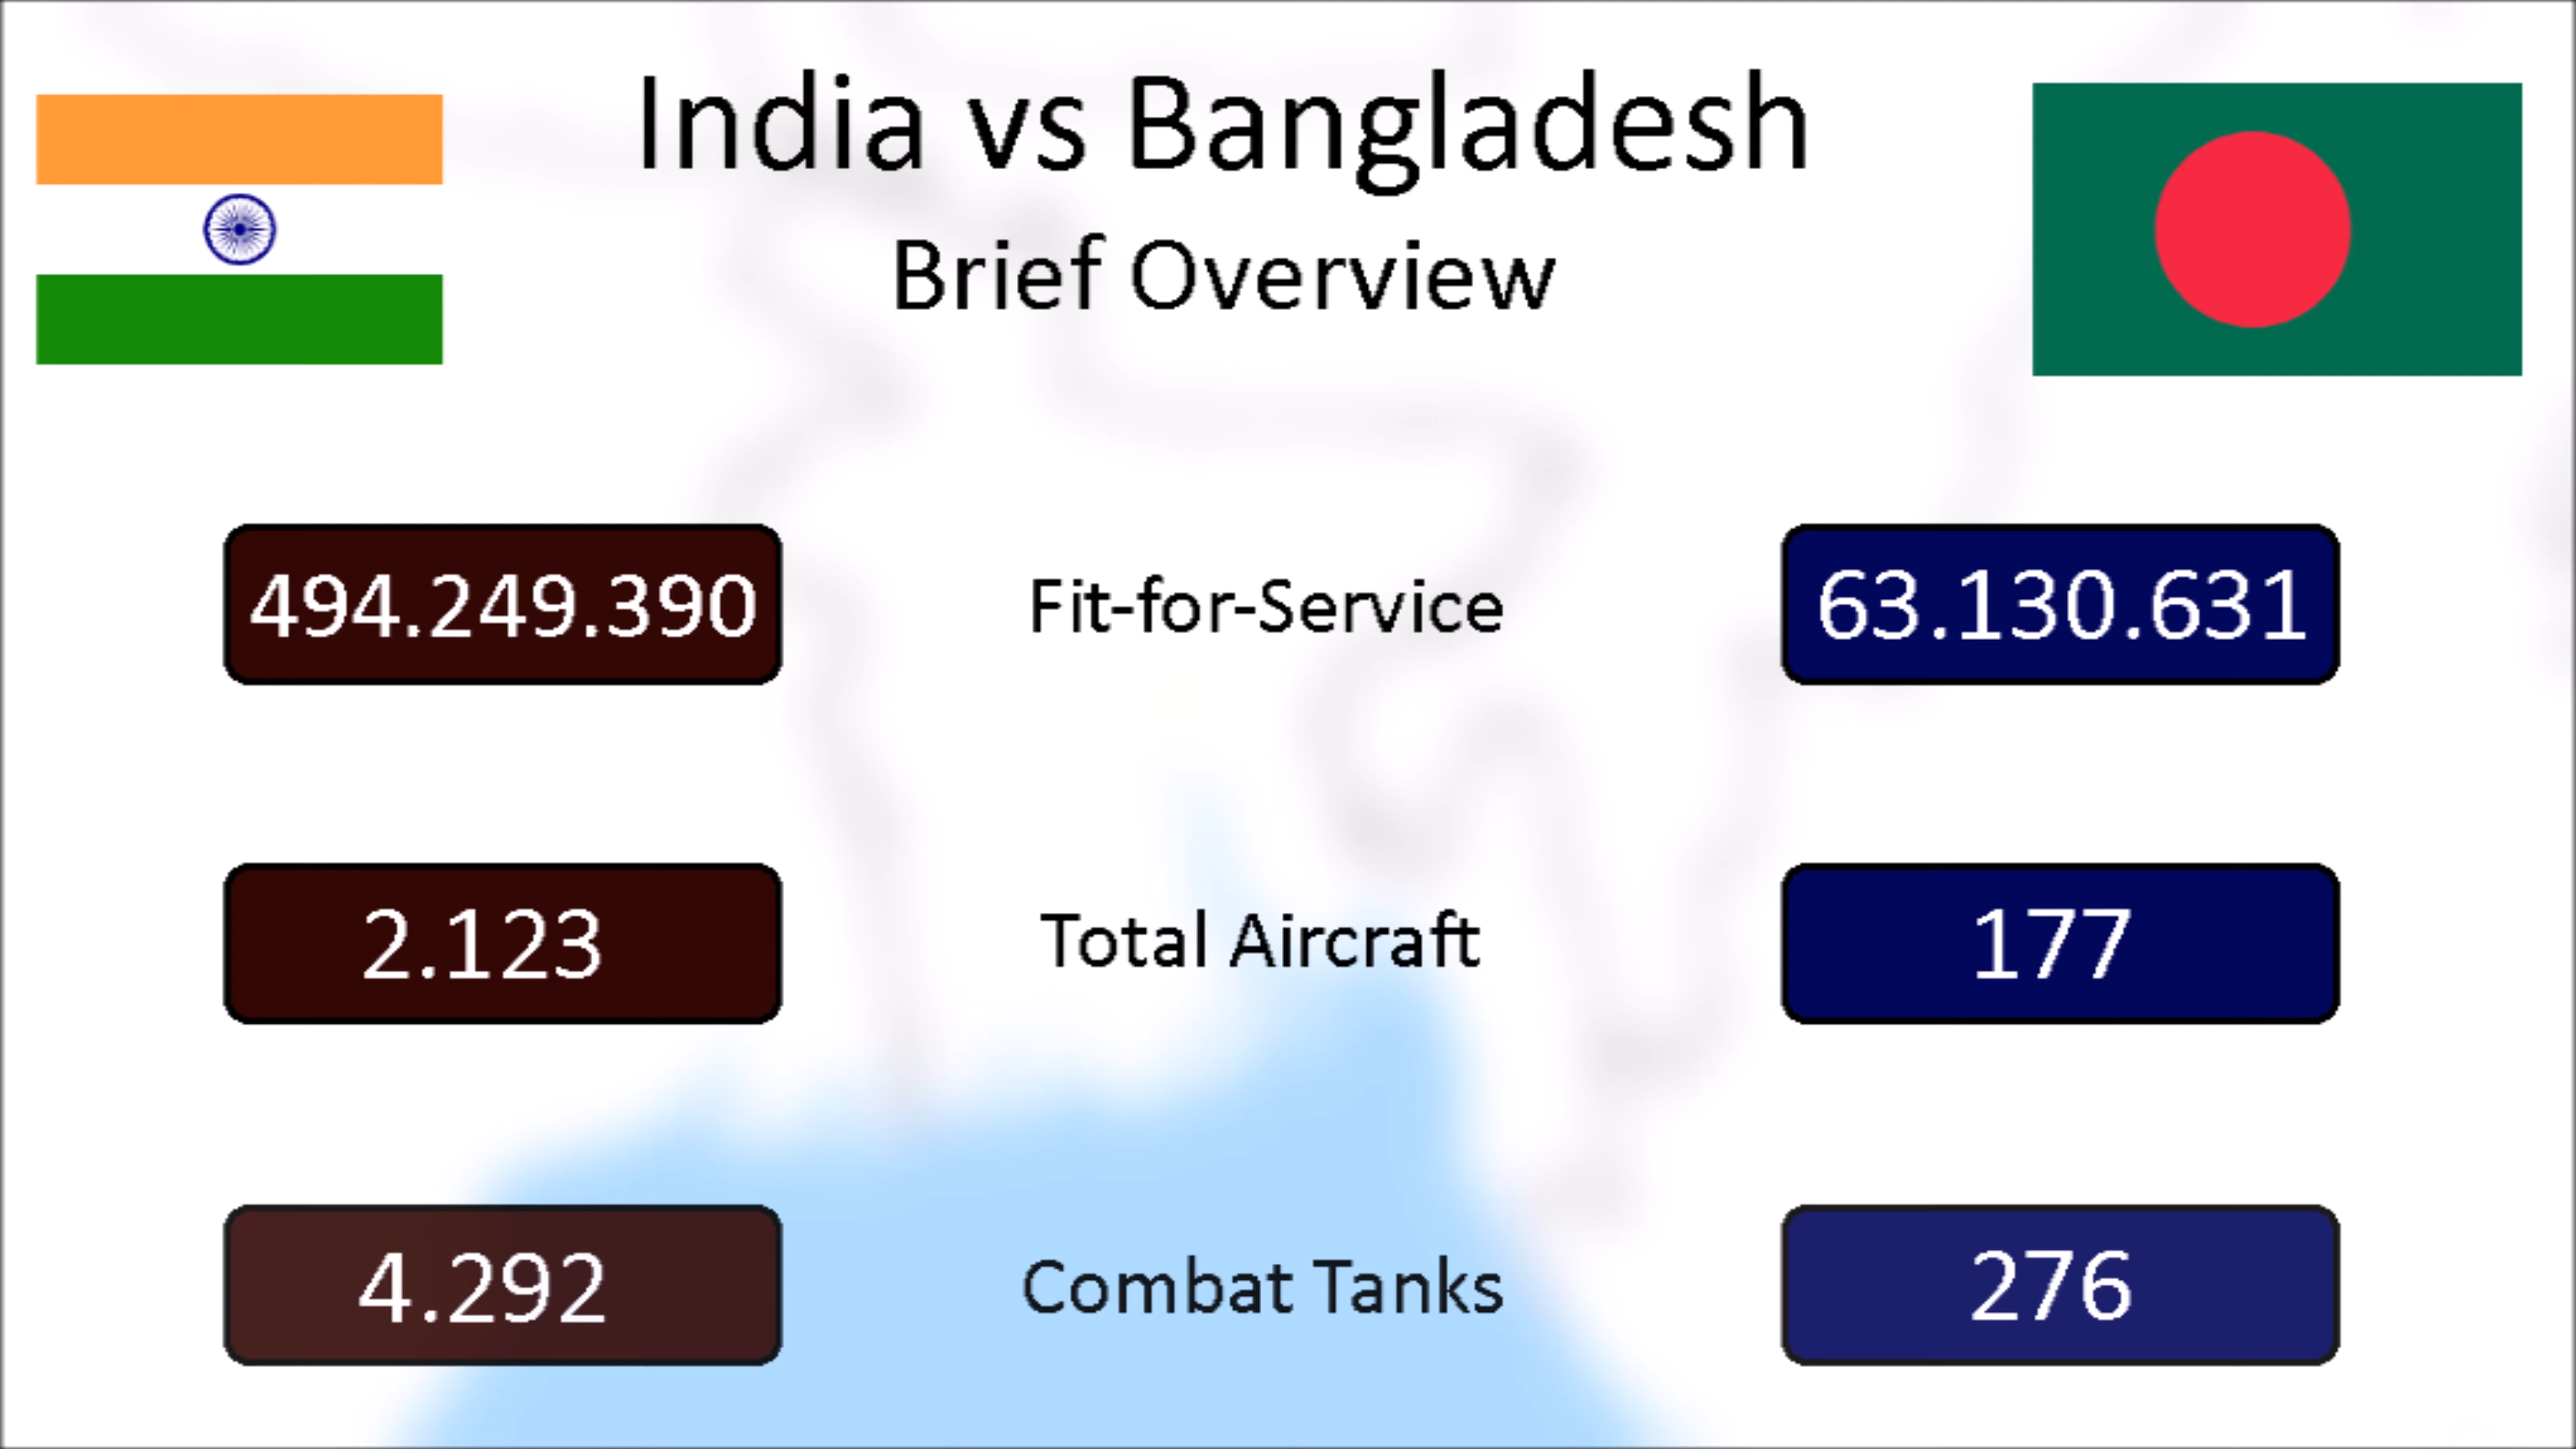 India vs Bangladesh
Brief Overview
494.249.390 Fit-for-Service 63.130.631
2.123 Total Aircraft 177
4.292 Combat Tanks 276